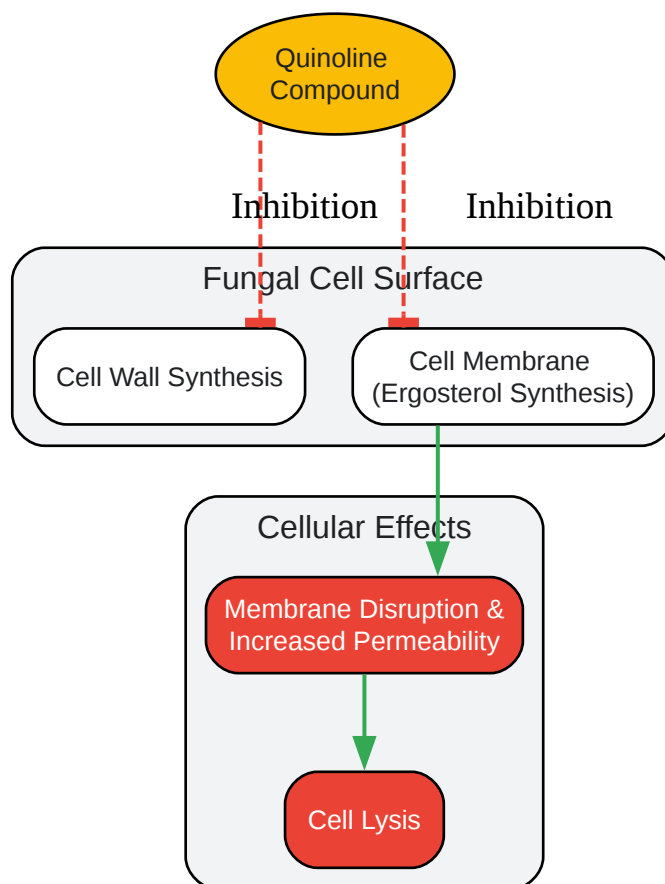 Quinoline
Compound
Inhibition
Inhibition
Fungal Cell Surface
Cell Wall Synthesis
Cell Membrane
(Ergosterol Synthesis)
Cellular Effects
Membrane Disruption &
Increased Permeability
Cell Lysis